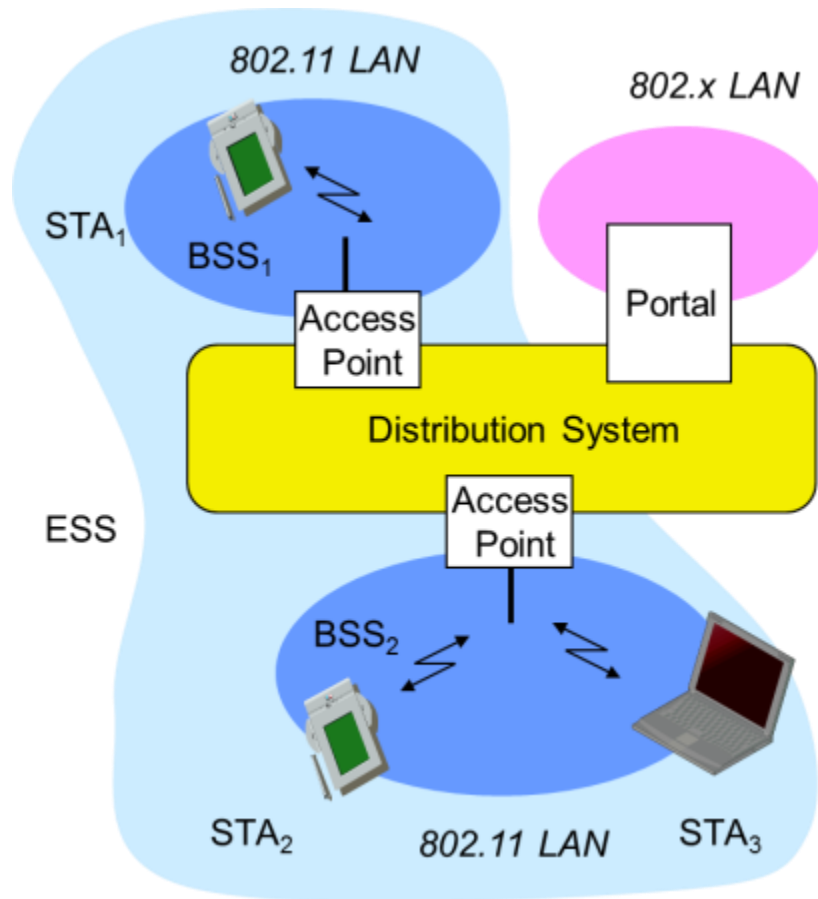 802.11 LAN
802.x LAN
STA₁
BSS₁
Access
Point
Portal
Distribution System
ESS
Access
Point
BSS₂
STA₂
802.11 LAN
STA₃